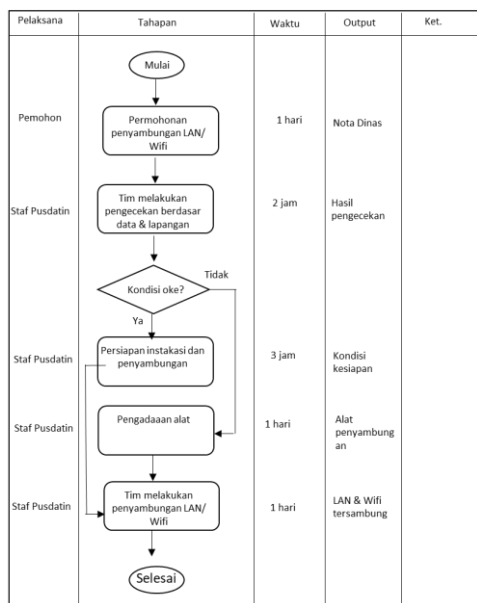 Pelaksana Tahapan Waktu Output Ket.
Mulai
Pemohon Permohonan 1 hari Nota Dinas
penyambungan LAN/
Wifi
Staf Pusdatin Tim melakukan 2 jam Hasil
pengecekan berdasar pengecekan
data & lapangan
Tidak
Kondisi oke?
Ya
Staf Pusdatin Persiapan instakasi dan 3 jam Kondisi
penyambungan kesiapan
Staf Pusdatin Pengadaaan alat 1 hari Alat
penyambung
an
Staf Pusdatin Tim melakukan 1 hari LAN & Wifi
penyambungan LAN/ tersambung
Wifi
Selesai